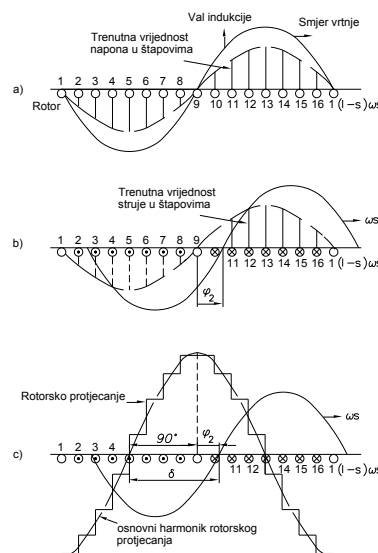 Val indukcije
Smjer vrtnje
Trenutna vrijednost
napona u štapovima
1 2 3 4 5 6 7 8
a)
Rotor
9 10 11 12 13 14 15 16 1 (1–s) ωs
Trenutna vrijednost
struje u štapovima
1 2 3 4 5 6 7 8 9
ωs
b)
11 12 13 14 15 16 1 (1–s) ωs
φ2
Rotorsko protjecanje
90°
φ2
ωs
1 2 3 4
c)
11 12 13 14 15 16 1 (1–s) ωs
δ
osnovni harmonik rotorskog
protjecanja